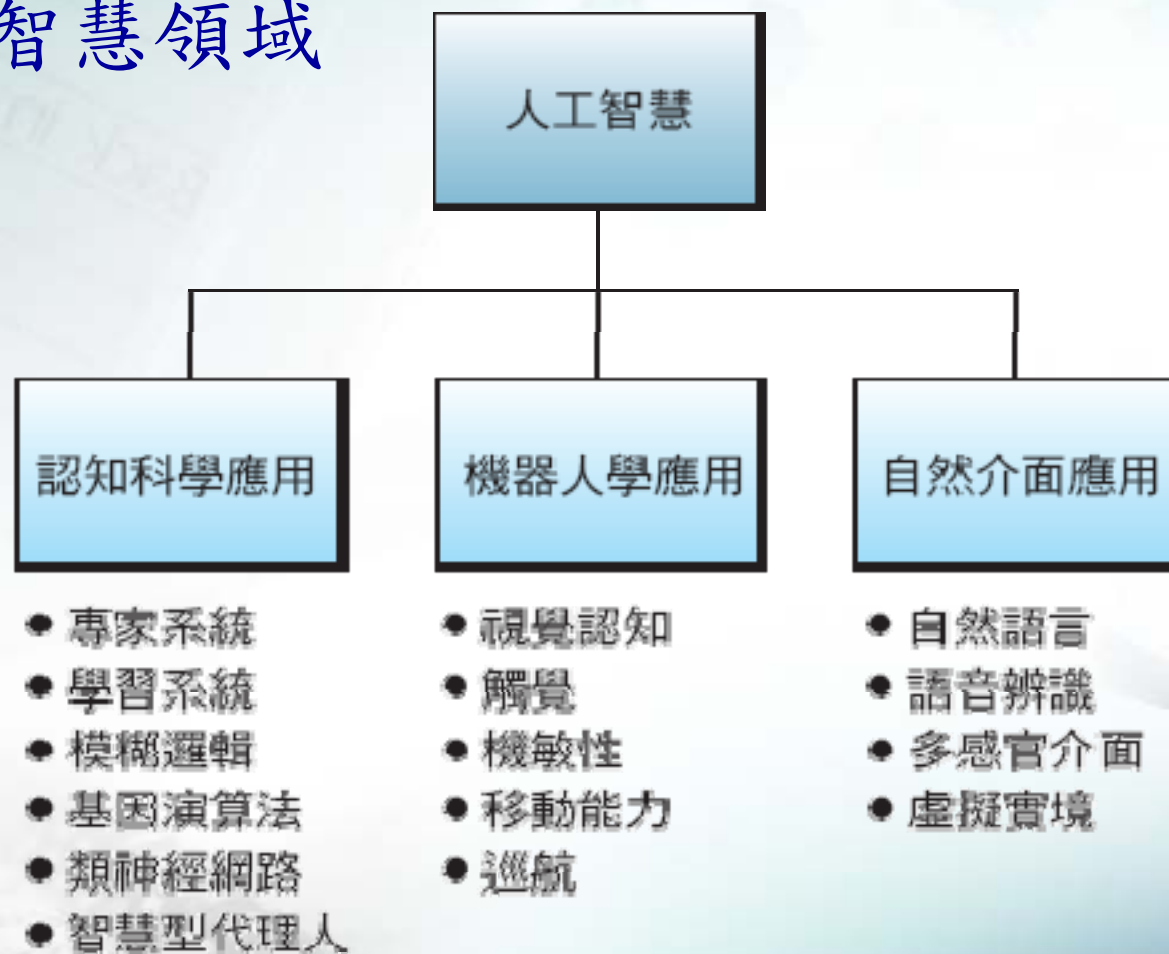 智慧領域
人工智慧
認知科學應用
機器人學應用
自然介面應用
● 專家系統
● 學習系統
● 模糊邏輯
● 基因演算法
● 類神經網路
● 智慧型代理人
● 視覺認知
● 觸覺
● 機敏性
● 移動能力
● 巡航
● 自然語言
● 語音辨識
● 多感官介面
● 虛擬實境